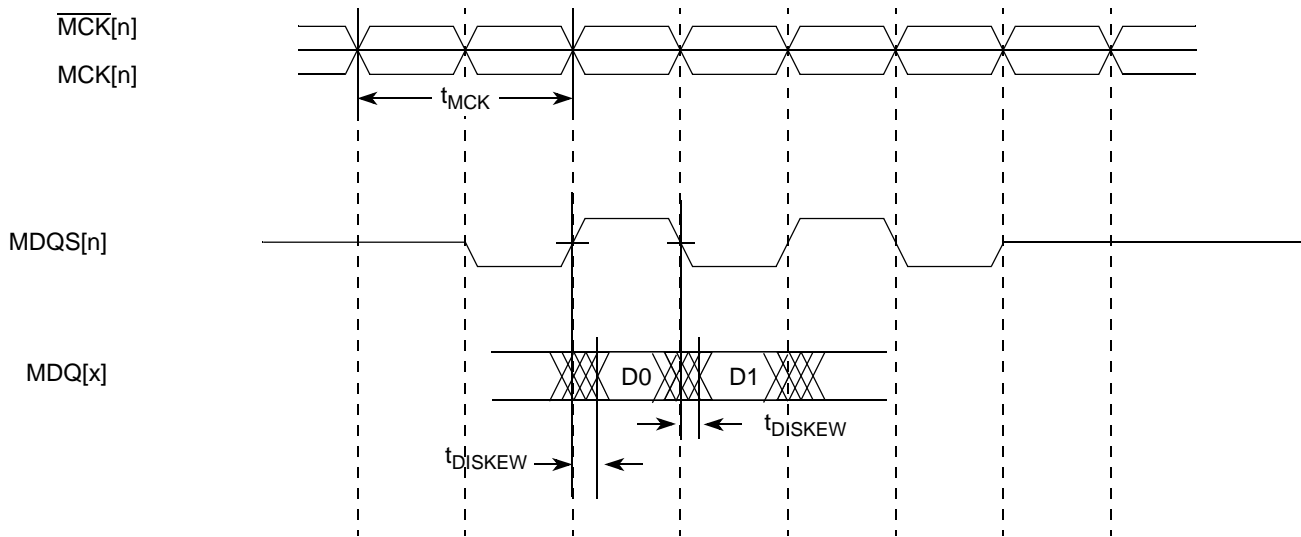 MCK[n]
MCK[n]
tMCK
MDQS[n]
MDQ[x]
D0
D1
tDISKEW
tDISKEW